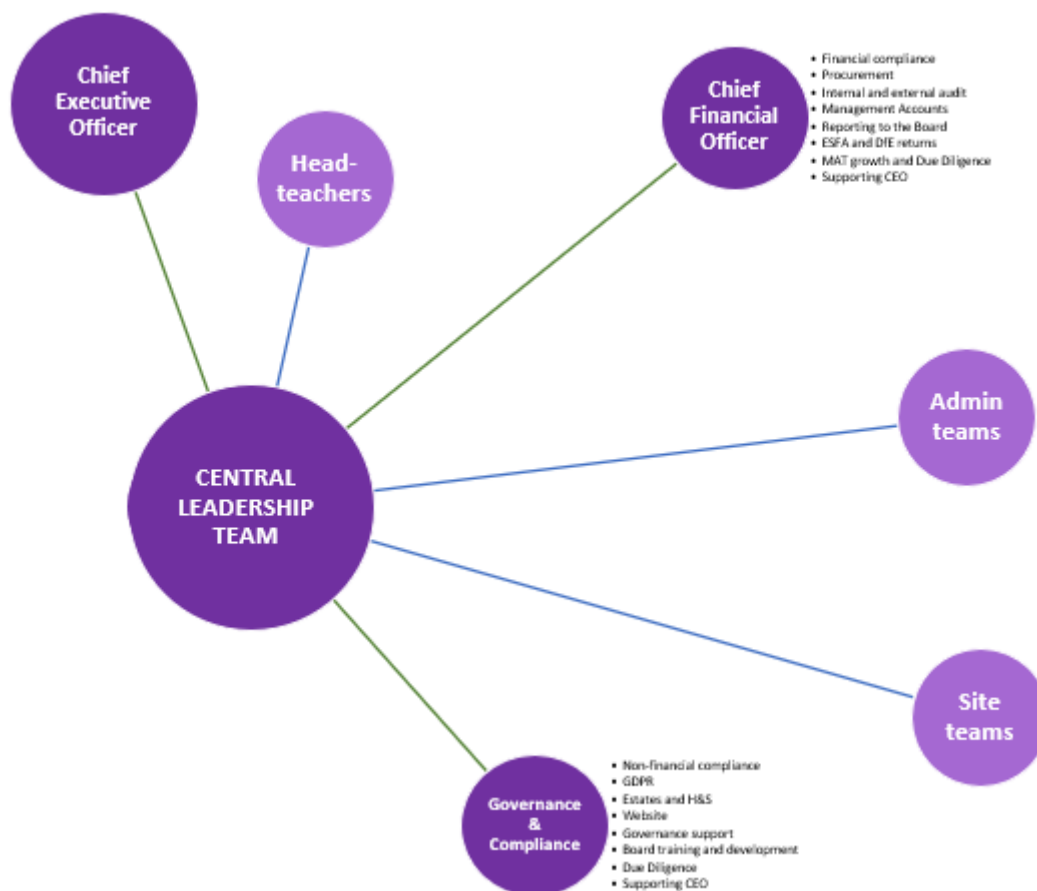 Chief
Executive
Officer
Head-
teachers
Chief
Financial
Officer
• Financial compliance
• Procurement
• Internal and external audit
• Management Accounts
• Reporting to the Board
• ESFA and DfE returns
• MAT growth and Due Diligence
• Supporting CEO
Admin
teams
CENTRAL
LEADERSHIP
TEAM
Site
teams
Governance
&
Compliance
▪ Non-financial compliance
▪ GDPR
▪ Estates and H&S
▪ Website
▪ Governance support
▪ Board training and development
▪ Due Diligence
▪ Supporting CEO